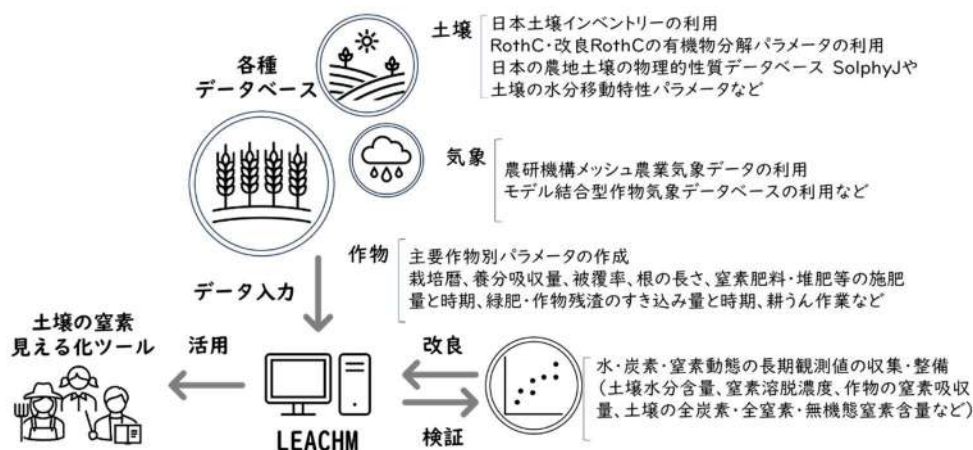 土壌
日本土壌インベントリーの利用
RothC・改良RothCの有機物分解パラメータの利用
日本の農地土壌の物理的性質データベース SolphyJや
土壌の水分移動特性パラメータなど
各種
データベース
気象
農研機構メッシュ農業気象データの利用
モデル結合型作物気象データベースの利用など
作物
主要作物別パラメータの作成
栽培暦、養分吸収量、被覆率、根の長さ、窒素肥料・堆肥等の施肥
量と時期、緑肥・作物残渣のすき込み量と時期、耕うん作業など
データ入力
土壌の窒素
見える化ツール
活用
改良
水・炭素・窒素動態の長期観測値の収集・整備
(土壌水分含量、窒素溶脱濃度、作物の窒素吸収
量、土壌の全炭素・全窒素・無機態窒素含量など)
LEACHM
検証